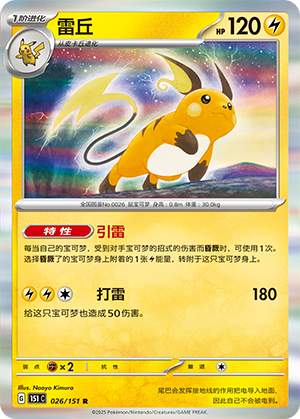 1阶进化
雷丘
HP 120
从皮卡丘进化
全国图鉴No 0026 鼠宝可梦 身高:0.8m 体重:30.0kg
特性 引雷
每当自己的宝可梦,受到对手宝可梦的招式的伤害而昏厥时,可使用1次。
选择昏厥了的宝可梦身上附着的1张能量,转附于这只宝可梦身上。
打雷 180
给这只宝可梦也造成50伤害。
弱点 ×2 抗性 撤退
Illus. Naoyo Kimura
G 151 C 026/151 R
尾巴会发挥接地线的作用把电导入地面,
因此自己不会被电到。
©2025 Pokémon/Nintendo/Creatures/GAME FREAK.